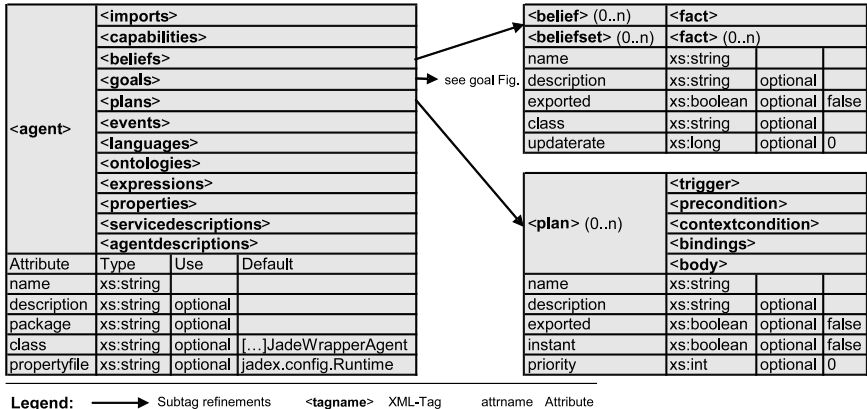 <agent>
<imports>
<capabilities>
<beliefs>
<goals>
<plans>
<events>
<languages>
<ontologies>
<expressions>
<properties>
<servicedescriptions>
<agentdescriptions>
Attribute Type Use Default
name xs:string
description xs:string optional
package xs:string optional
class xs:string optional [...]JadeWrapperAgent
propertyfile xs:string optional jadex.config.Runtime
see goal Fig.
<belief> (0..n) <fact>
<beliefset> (0..n) <fact> (0..n)
name xs:string
description xs:string optional
exported xs:boolean optional false
class xs:string optional
updaterate xs:long optional 0
<plan> (0..n)
<trigger>
<precondition>
<contextcondition>
<bindings>
<body>
name xs:string
description xs:string optional
exported xs:boolean optional false
instant xs:boolean optional false
priority xs:int optional 0
Legend: Subtag refinements <tagname> XML-Tag attrname Attribute